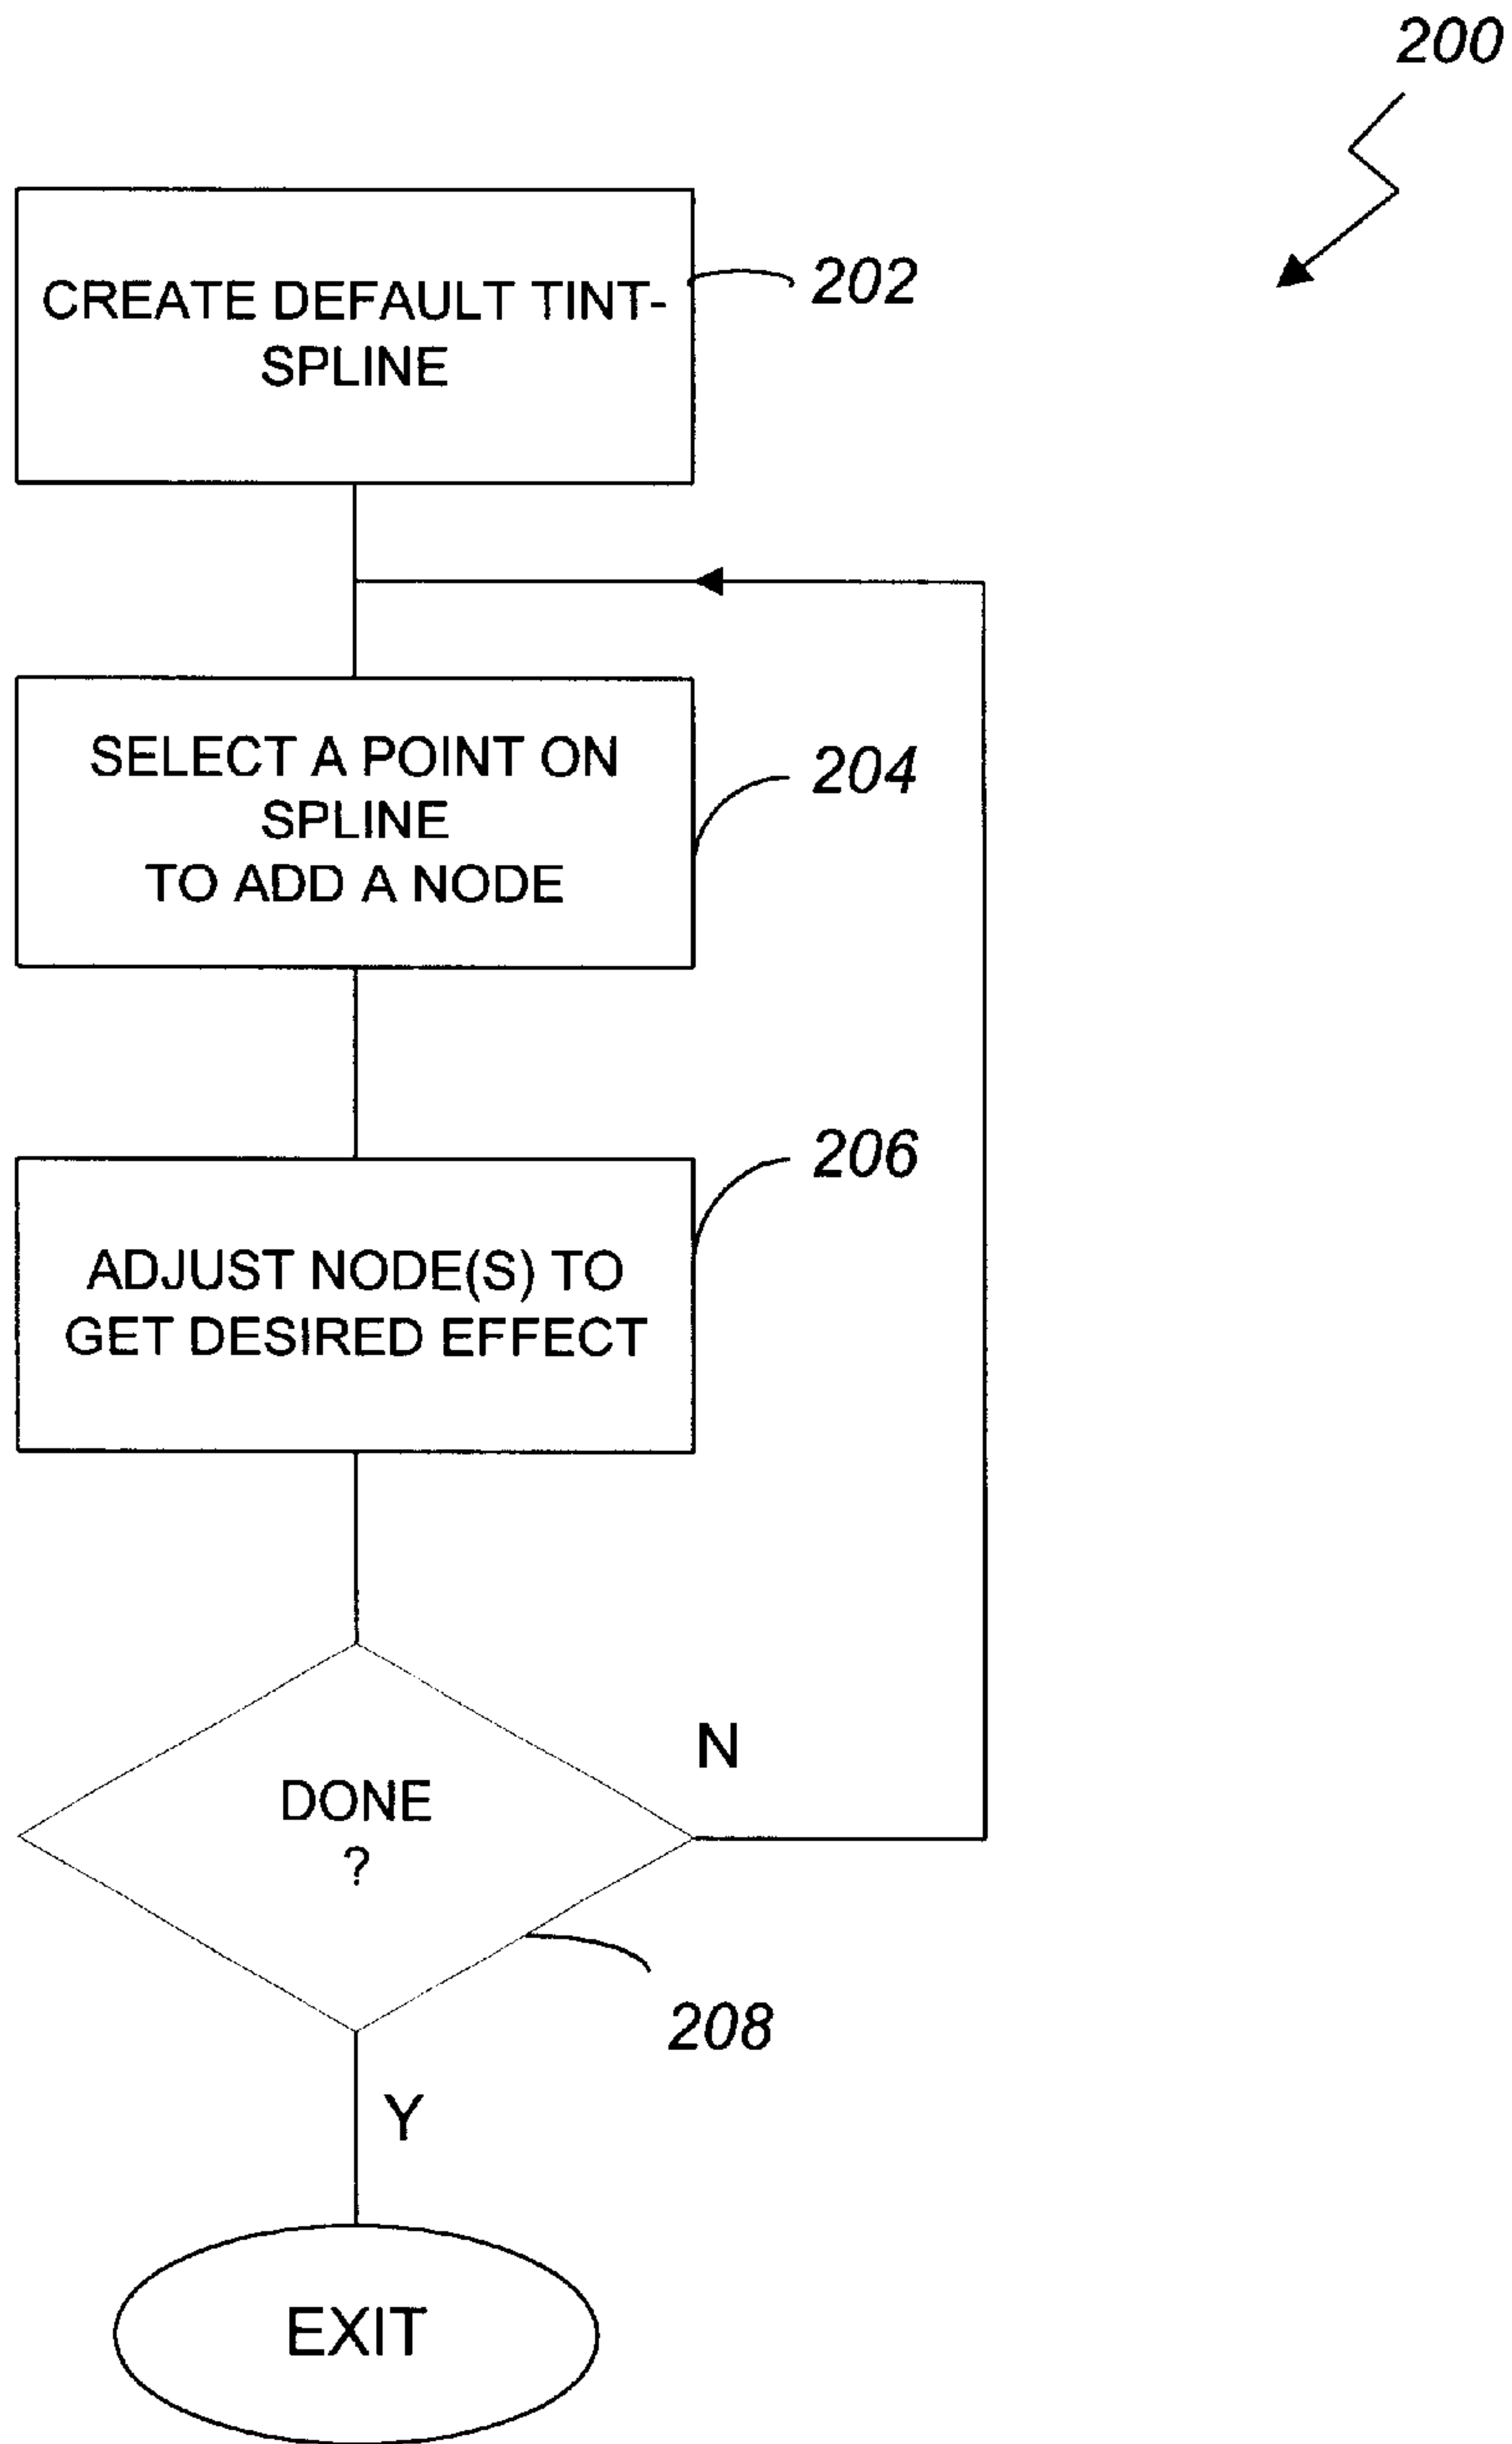 200
CREATE DEFAULT TINT-
SPLINE
202
SELECT A POINT ON
SPLINE
TO ADD A NODE
204
206
ADJUST NODE(S) TO
GET DESIRED EFFECT
N
DONE
?
208
Y
EXIT